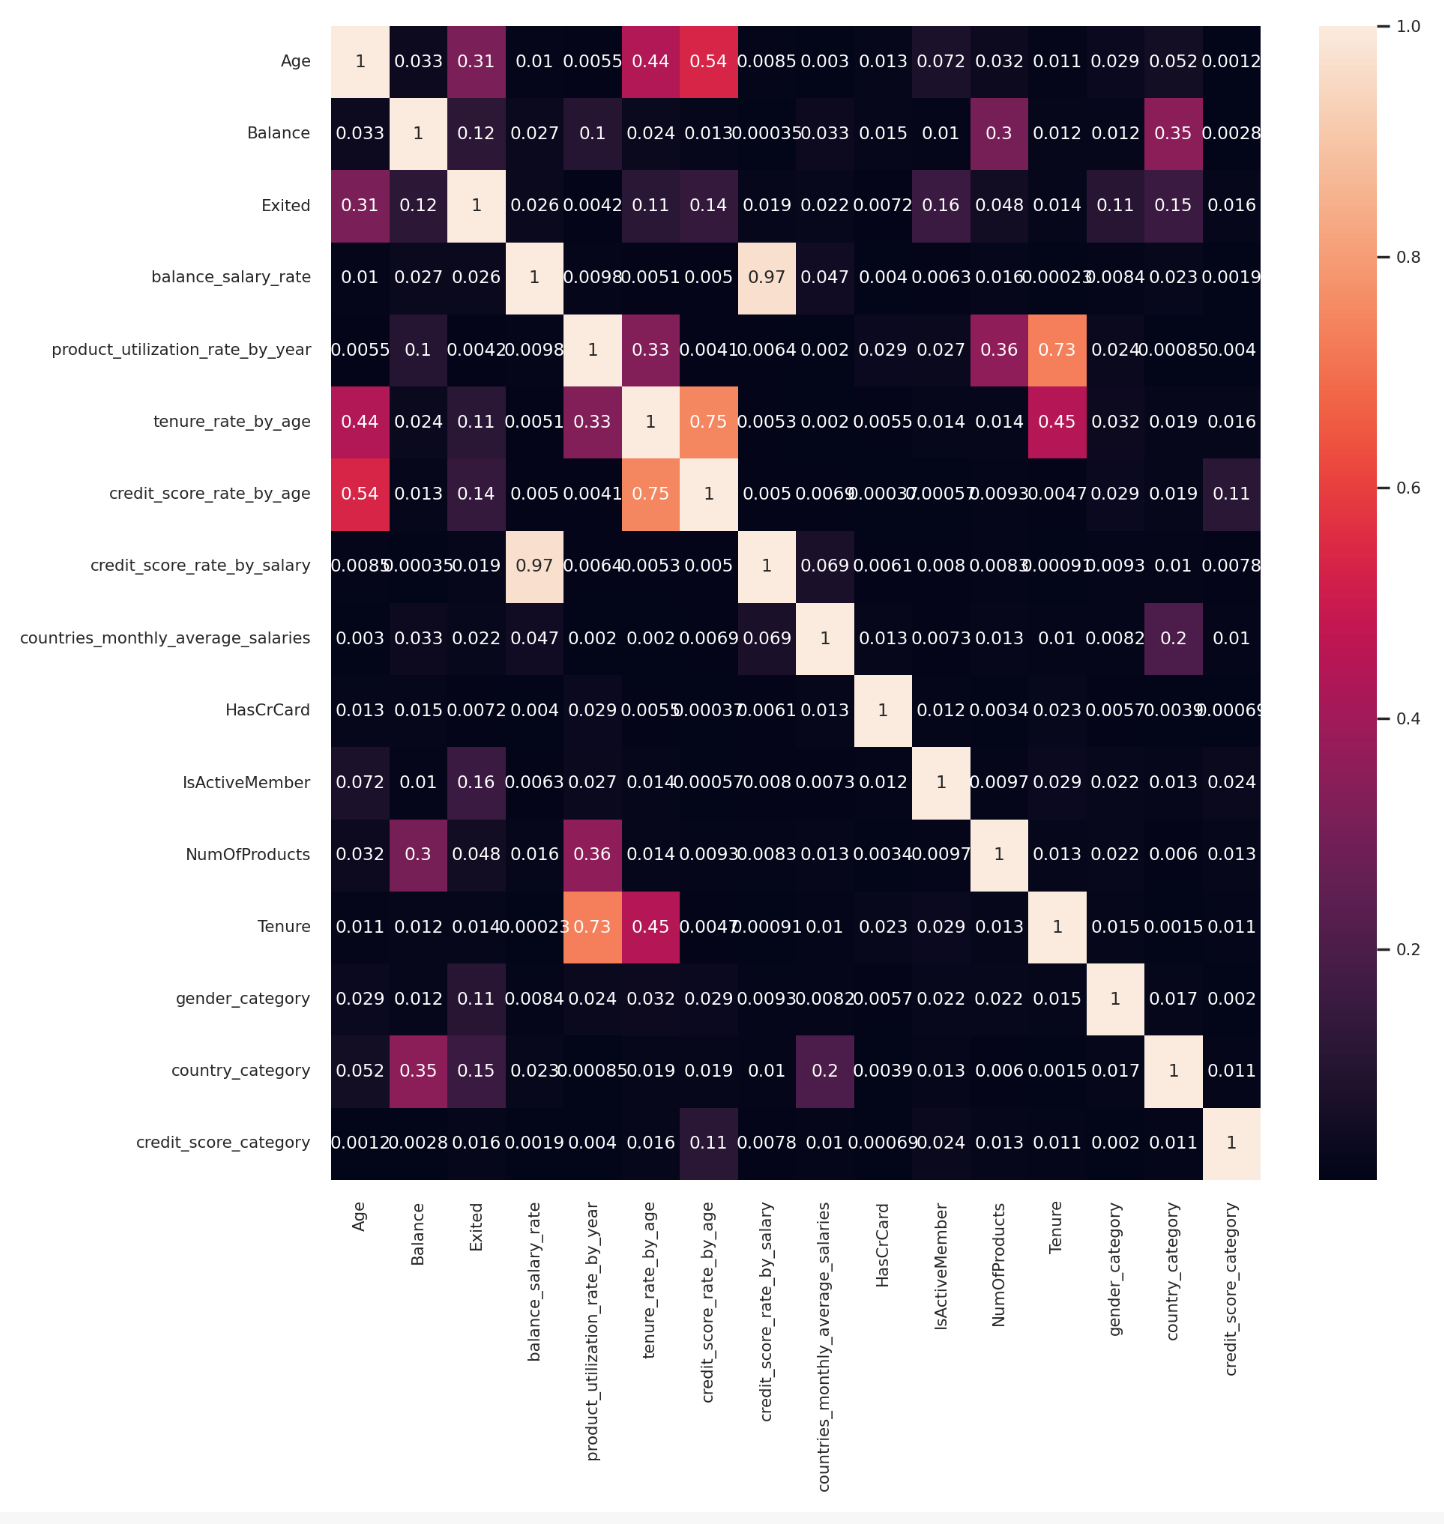 Age 1 0.033 0.31 0.01 0.0055 0.44 0.54 0.0085 0.003 0.013 0.072 0.032 0.011 0.029 0.052 0.0012
Balance 0.033 1 0.12 0.027 0.1 0.024 0.013 0.00035 0.033 0.015 0.01 0.3 0.012 0.012 0.35 0.0028
Exited 0.31 0.12 1 0.026 0.0042 0.11 0.14 0.019 0.022 0.0072 0.16 0.048 0.014 0.11 0.15 0.016
balance_salary_rate 0.01 0.027 0.026 1 0.0098 0.0051 0.005 0.97 0.047 0.004 0.0063 0.016 0.00023 0.0084 0.023 0.0019
product_utilization_rate_by_year 0.0055 0.1 0.0042 0.0098 1 0.33 0.0041 0.0064 0.002 0.029 0.027 0.36 0.73 0.024 0.00085 0.004
tenure_rate_by_age 0.44 0.024 0.11 0.0051 0.33 1 0.75 0.0053 0.002 0.0055 0.014 0.014 0.45 0.032 0.019 0.016
credit_score_rate_by_age 0.54 0.013 0.14 0.005 0.0041 0.75 1 0.005 0.0069 0.00037 0.00057 0.0093 0.0047 0.029 0.019 0.11
credit_score_rate_by_salary 0.0085 0.00035 0.019 0.97 0.0064 0.0053 0.005 1 0.069 0.0061 0.008 0.0083 0.00091 0.0093 0.01 0.0078
countries_monthly_average_salaries 0.003 0.033 0.022 0.047 0.002 0.002 0.0069 0.069 1 0.013 0.0073 0.013 0.01 0.0082 0.2 0.01
HasCrCard 0.013 0.015 0.0072 0.004 0.029 0.0055 0.00037 0.0061 0.013 1 0.012 0.0034 0.023 0.0057 0.0039 0.00069
IsActiveMember 0.072 0.01 0.16 0.0063 0.027 0.014 0.00057 0.008 0.0073 0.012 1 0.0097 0.029 0.022 0.013 0.024
NumOfProducts 0.032 0.3 0.048 0.016 0.36 0.014 0.0093 0.0083 0.013 0.0034 0.0097 1 0.013 0.022 0.006 0.013
Tenure 0.011 0.012 0.014 0.00023 0.73 0.45 0.0047 0.00091 0.01 0.023 0.029 0.013 1 0.015 0.0015 0.011
gender_category 0.029 0.012 0.11 0.0084 0.024 0.032 0.029 0.0093 0.0082 0.0057 0.022 0.022 0.015 1 0.017 0.002
country_category 0.052 0.35 0.15 0.023 0.00085 0.019 0.019 0.01 0.2 0.0039 0.013 0.006 0.0015 0.017 1 0.011
credit_score_category 0.0012 0.0028 0.016 0.0019 0.004 0.016 0.11 0.0078 0.01 0.00069 0.024 0.013 0.011 0.002 0.011 1
Age
Balance
Exited
balance_salary_rate
product_utilization_rate_by_year
tenure_rate_by_age
credit_score_rate_by_age
credit_score_rate_by_salary
countries_monthly_average_salaries
HasCrCard
IsActiveMember
NumOfProducts
Tenure
gender_category
country_category
credit_score_category
1.0
0.8
0.6
0.4
0.2